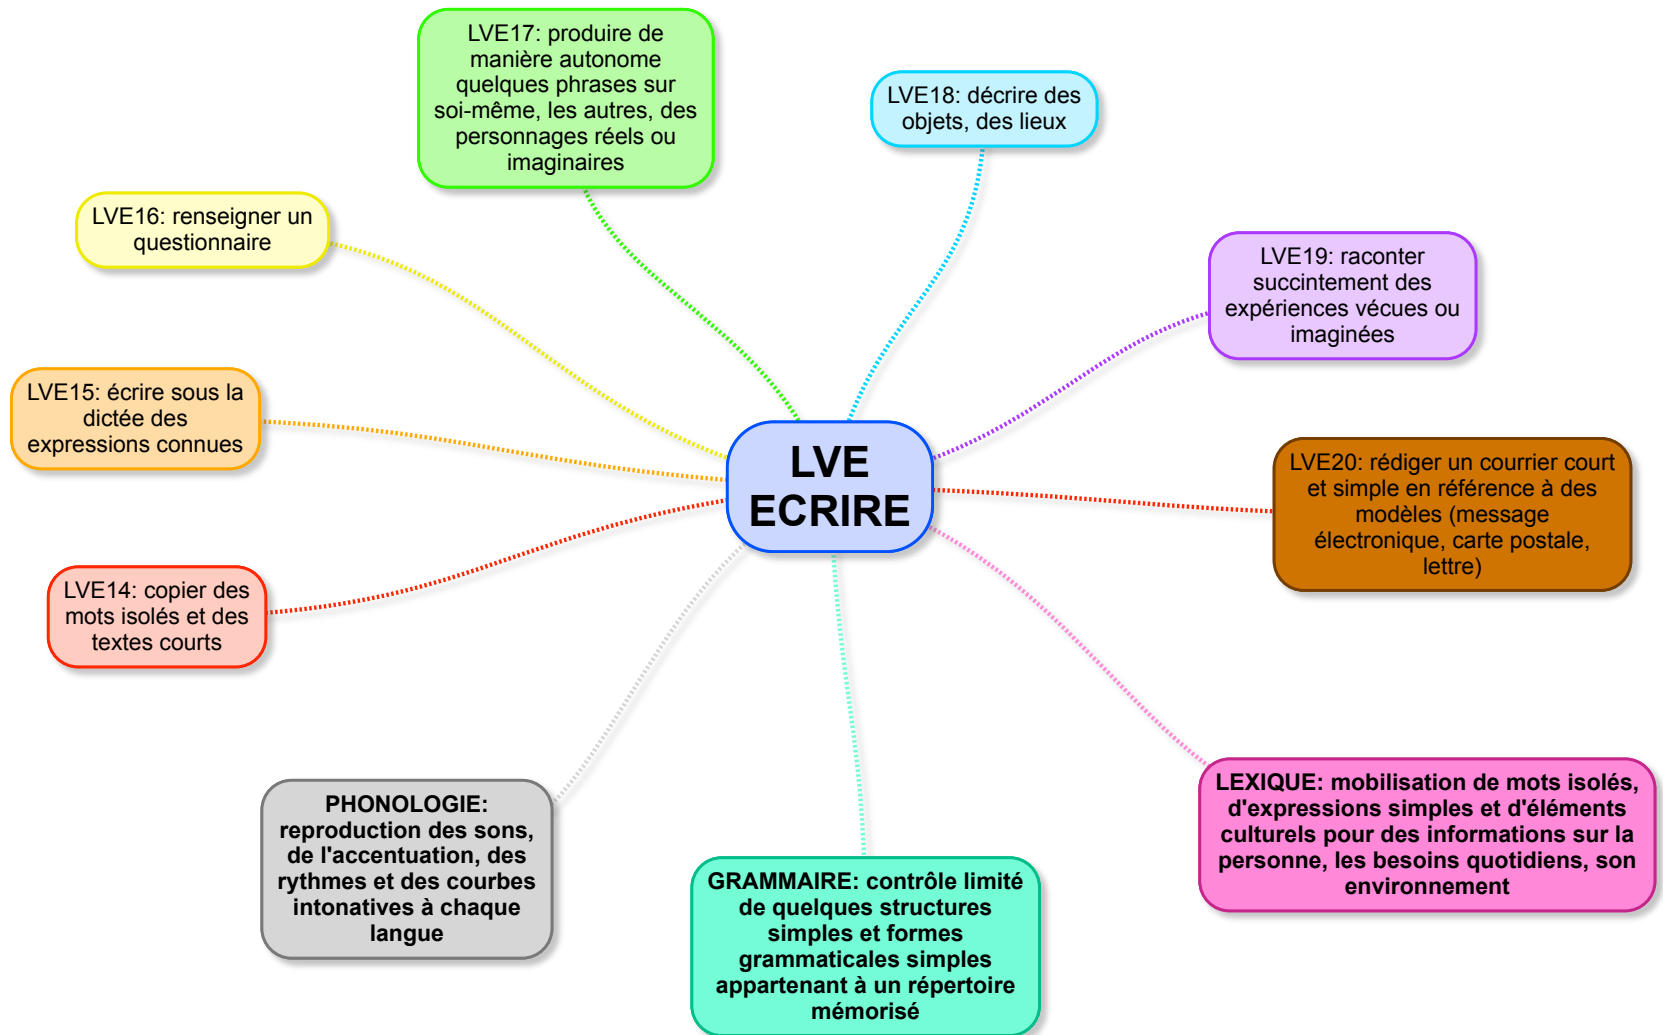 LVE17: produire de
manière autonome
quelques phrases sur
soi-même, les autres, des
personnages réels ou
imaginaires
LVE18: décrire des
objets, des lieux
LVE16: renseigner un
questionnaire
LVE19: raconter
succintement des
expériences vécues ou
imaginées
LVE15: écrire sous la
dictée des
expressions connues
LVE
ECRIRE
LVE20: rédiger un courrier court
et simple en référence à des
modèles (message
électronique, carte postale,
lettre)
LVE14: copier des
mots isolés et des
textes courts
PHONOLOGIE:
reproduction des sons,
de l'accentuation, des
rythmes et des courbes
intonatives à chaque
langue
GRAMMAIRE: contrôle limité
de quelques structures
simples et formes
grammaticales simples
appartenant à un répertoire
mémorisé
LEXIQUE: mobilisation de mots isolés,
d'expressions simples et d'éléments
culturels pour des informations sur la
personne, les besoins quotidiens, son
environnement